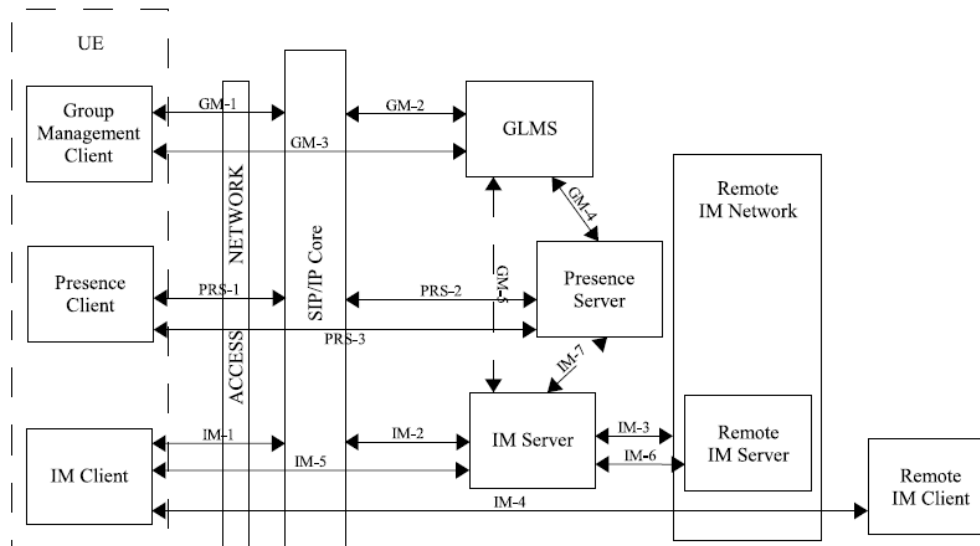 UE
Group
Management
Client
GM-1
GM-2
GLMS
GM-3
Remote
IM Network
GM-4
ACCESS NETWORK
SIP/IP Core
GM-5
Presence
Client
PRS-1
PRS-2
PRS-3
Presence
Server
IM-7
IM Client
IM-1
IM-2
IM-5
IM Server
IM-3
IM-6
Remote
IM Server
IM-4
Remote
IM Client